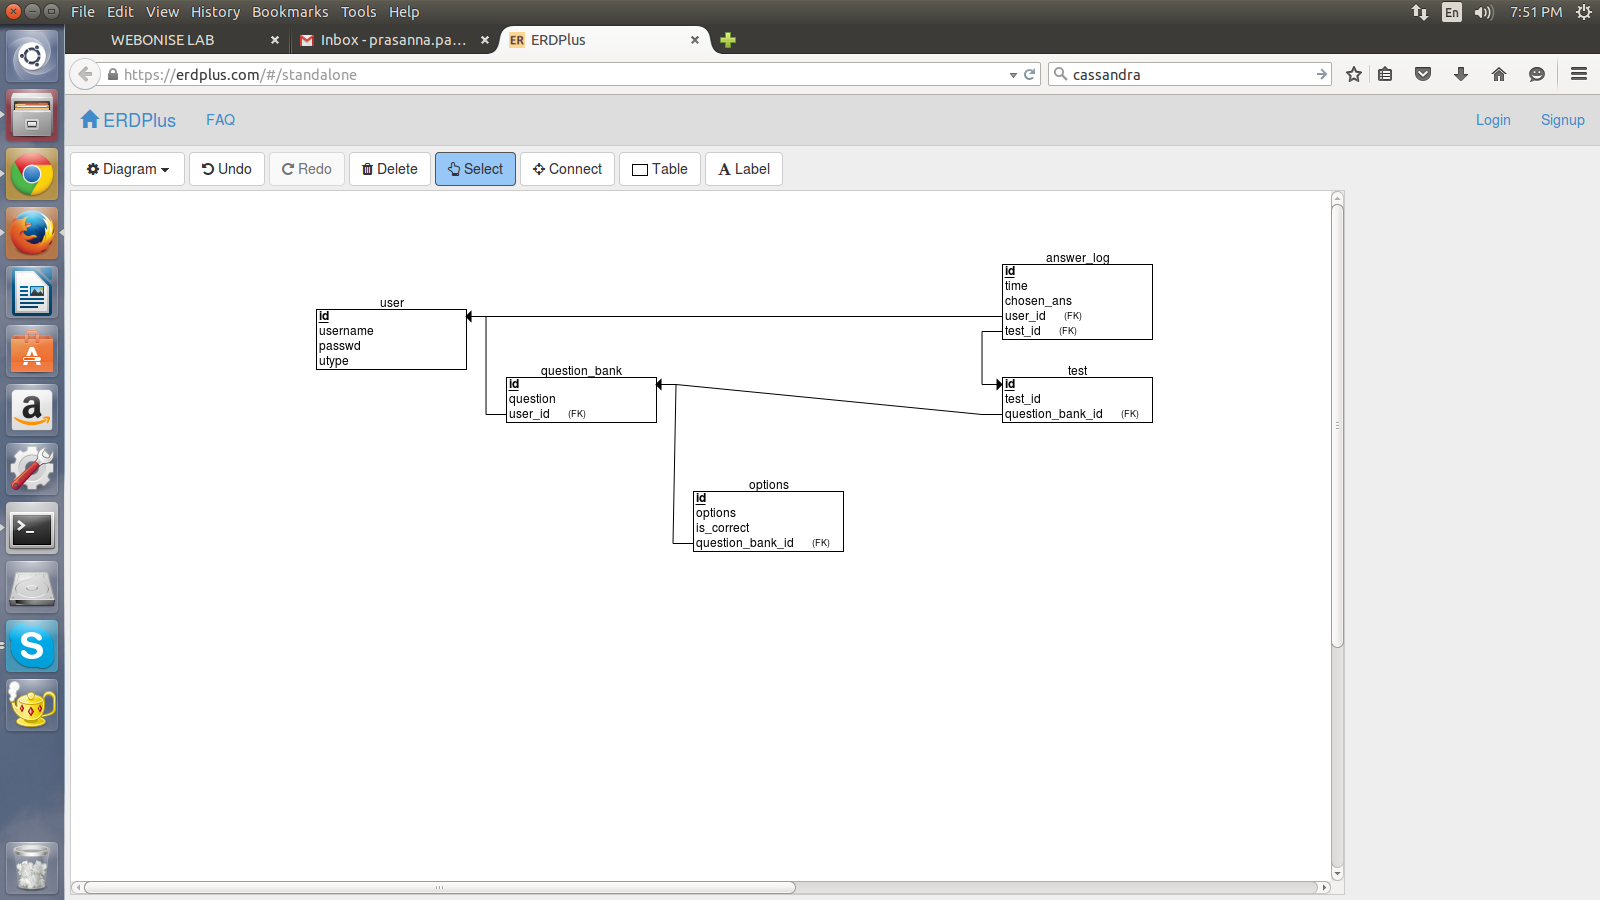 File Edit View History Bookmarks Tools Help
En 7:51 PM
WEBONISE LAB
Inbox - prasanna.pa...
ER ERDPlus
https://erdplus.com/#/standalone
cassandra
ERDPlus FAQ
Login Signup
Diagram Undo Redo Delete Select Connect Table A Label
answer_log
id
time
chosen_ans
user_id (FK)
test_id (FK)
user
id
username
passwd
utype
question_bank
id
question
user_id (FK)
test
id
test_id
question_bank_id (FK)
options
id
options
is_correct
question_bank_id (FK)